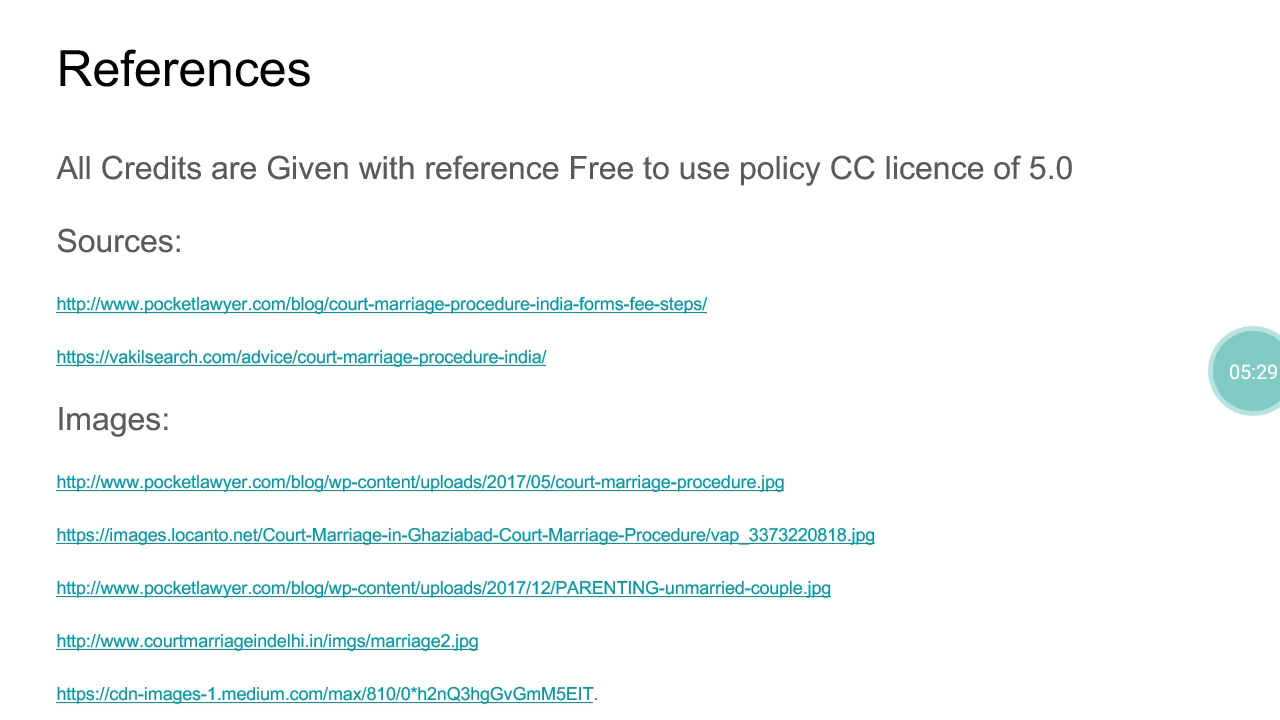 References
All Credits are Given with reference Free to use policy CC licence of 5.0
Sources:
http://www.pocketlawyer.com/blog/court-marriage-procedure-india-forms-fee-steps/
https://vakilsearch.com/advice/court-marriage-procedure-india/
05:29
Images:
http://www.pocketlawyer.com/blog/wp-content/uploads/2017/05/court-marriage-procedure.jpg
https://images.locanto.net/Court-Marriage-in-Ghaziabad-Court-Marriage-Procedure/vap_3373220818.jpg
http://www.pocketlawyer.com/blog/wp-content/uploads/2017/12/PARENTING-unmarried-couple.jpg
http://www.courtmarriageindelhi.in/imgs/marriage2.jpg
https://cdn-images-1.medium.com/max/810/0*h2nQ3hgGvGmM5EIT.